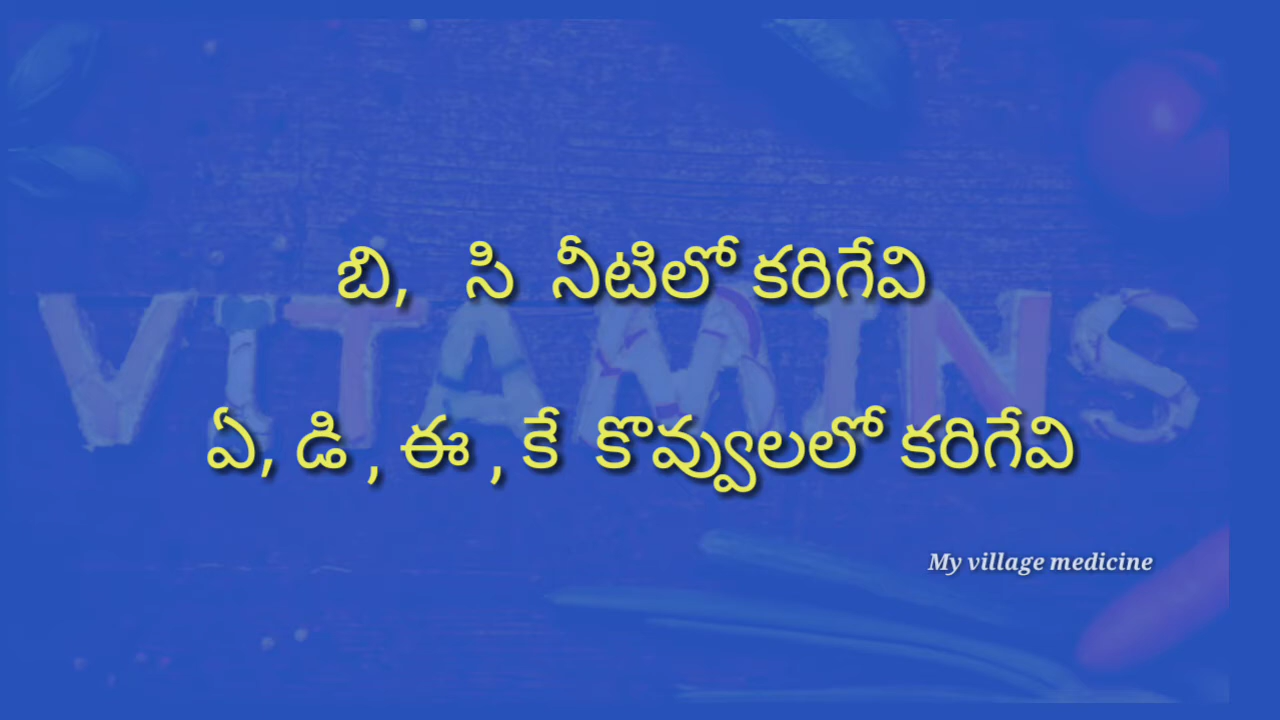 బి, సి నీటిలో కరిగేవి
VITAMINS
ఏ, డి , ఈ , కే కొవ్వులలో కరిగేవి
My village medicine